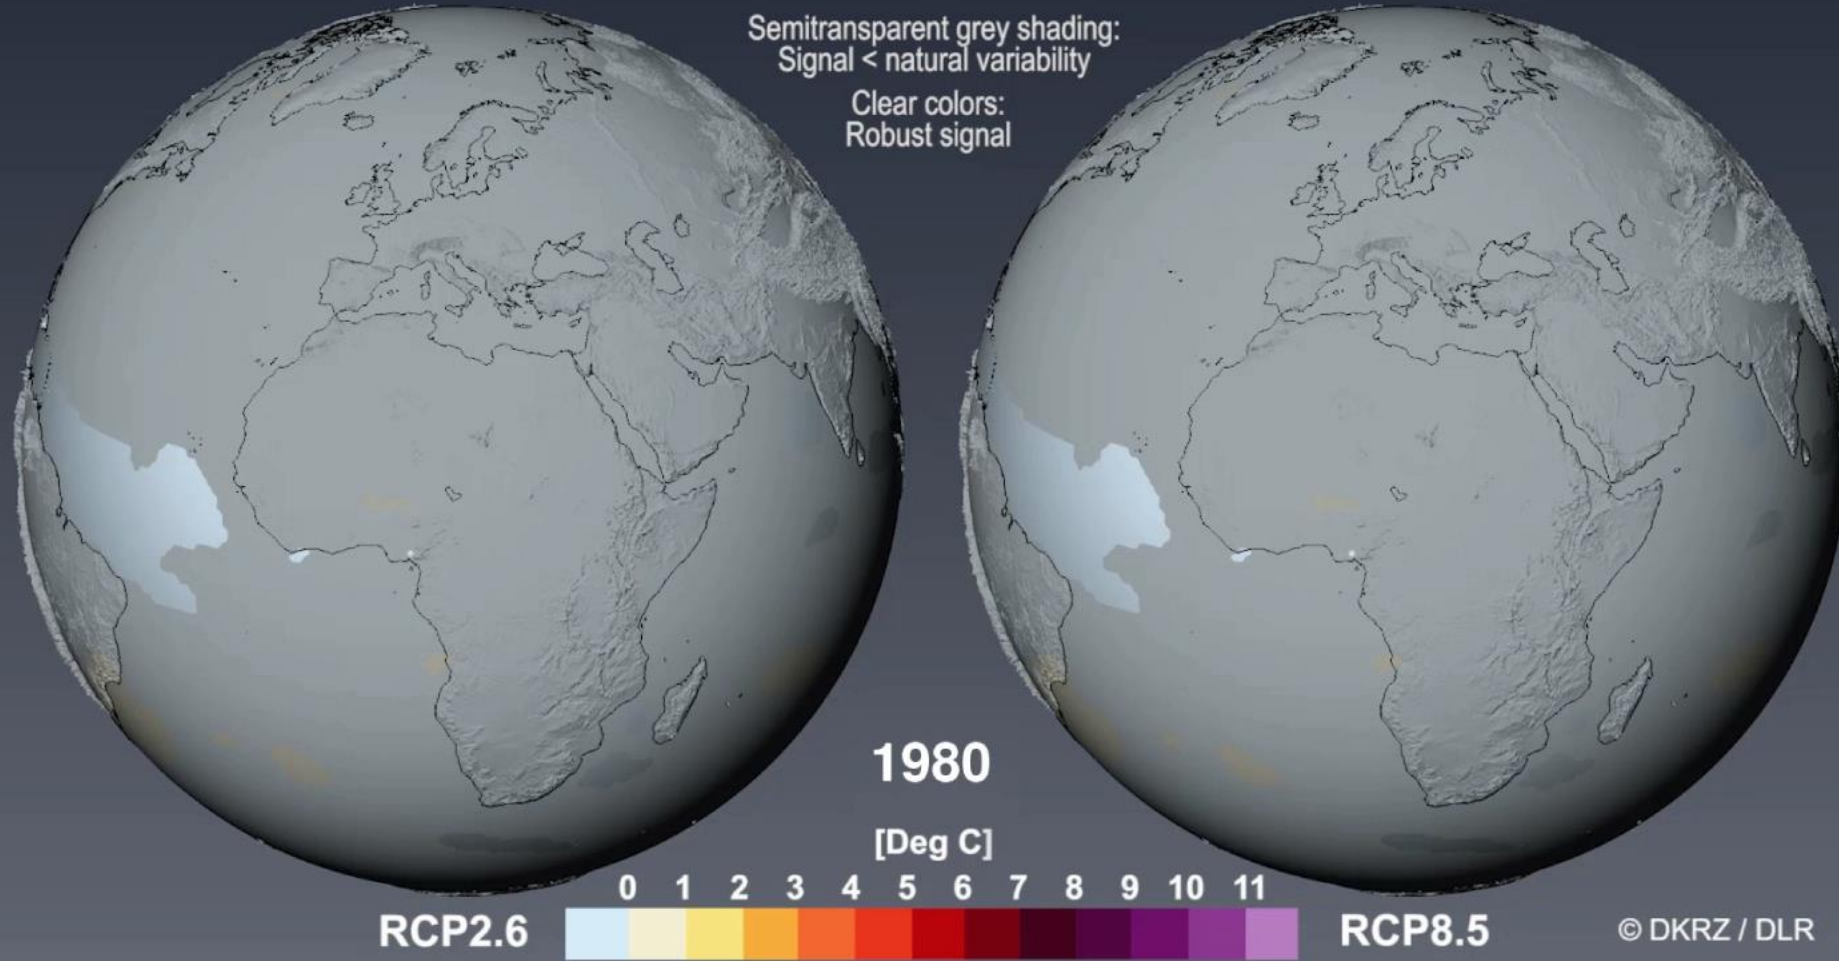 Semitransparent grey shading:
Signal < natural variability
Clear colors:
Robust signal
1980
[Deg C]
0 1 2 3 4 5 6 7 8 9 10 11
RCP2.6
RCP8.5
© DKRZ / DLR